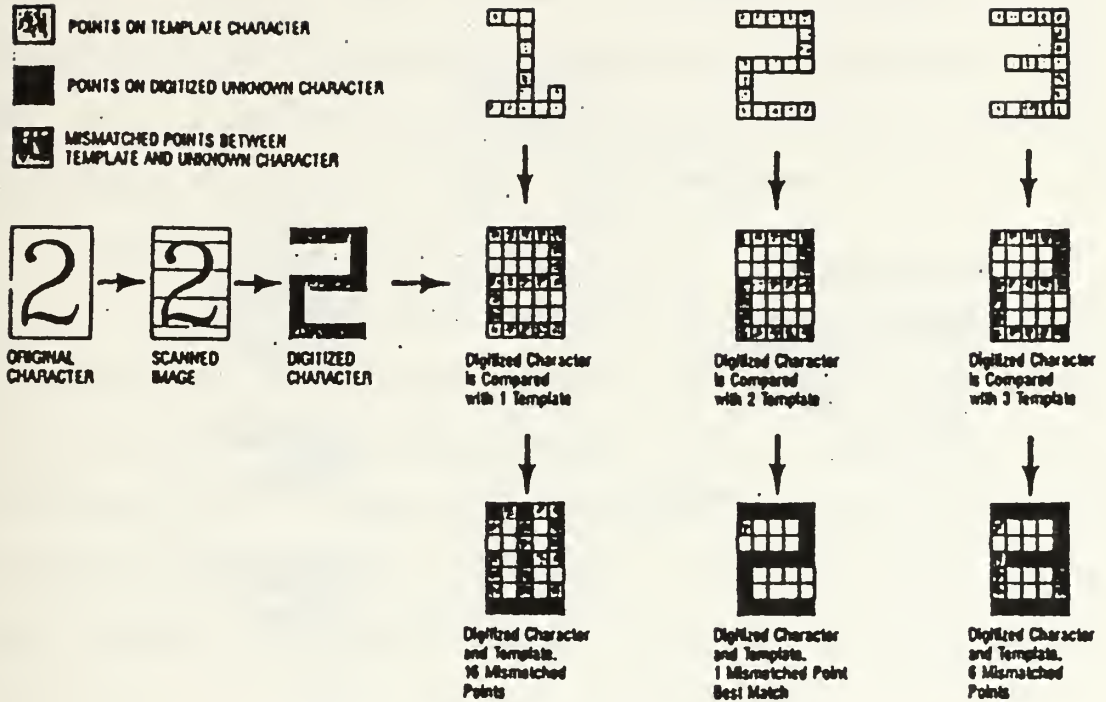 POINTS ON TEMPLATE CHARACTER
POINTS ON DIGITIZED UNKNOWN CHARACTER
MISMATCHED POINTS BETWEEN
TEMPLATE AND UNKNOWN CHARACTER
2
2
ORIGINAL
CHARACTER
SCANNED
IMAGE
DIGITIZED
CHARACTER
Digitized Character
is Compared
with 1 Template
Digitized Character
is Compared
with 2 Template
Digitized Character
is Compared
with 3 Template
Digitized Character
and Template.
16 Mismatched
Points
Digitized Character
and Template.
1 Mismatched Point
Best Match
Digitized Character
and Template.
6 Mismatched
Points